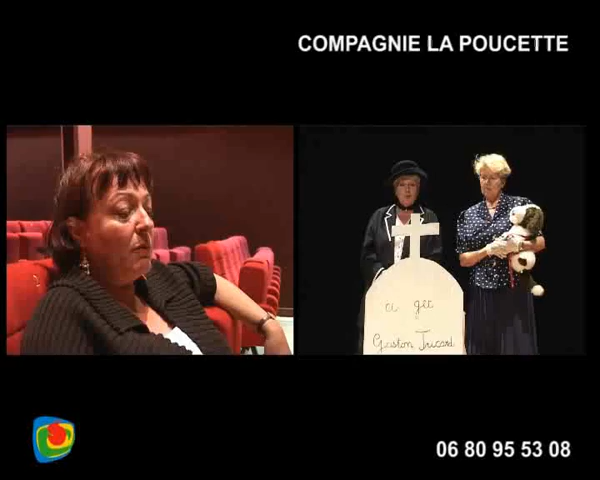 COMPAGNIE LA POUCETTE
ci gît
Gaston Tricard
06 80 95 53 08